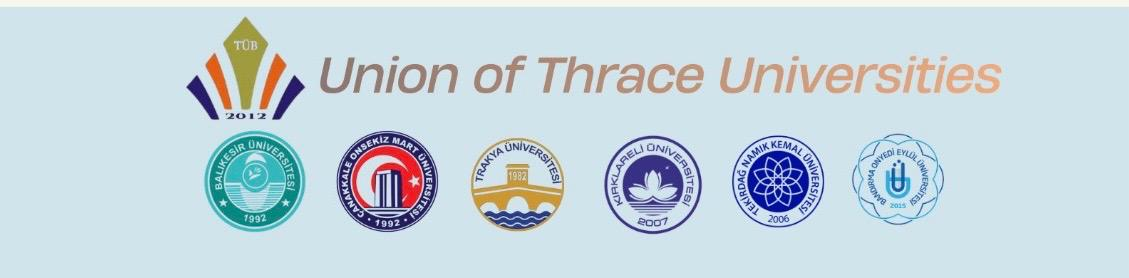 TÜB
2012
Union of Thrace Universities
BALIKESİR ÜNİVERSİTESİ
1992
ÇANAKKALE ONSEKİZ MART ÜNİVERSİTESİ
1992
TRAKYA ÜNİVERSİTESİ
1982
KIRKLARELİ ÜNİVERSİTESİ
2007
TEKİRDAĞ NAMIK KEMAL ÜNİVERSİTESİ
2006
BANDIRMA ONYEDİ EYLÜL ÜNİVERSİTESİ
2015